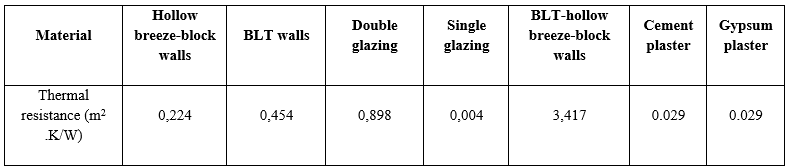 Material
Hollow
breeze-block
walls
BLT walls
Double
glazing
Single
glazing
BLT-hollow
breeze-block
walls
Cement
plaster
Gypsum
plaster
Thermal
resistance (m²
.K/W)
0,224
0,454
0,898
0,004
3,417
0.029
0.029